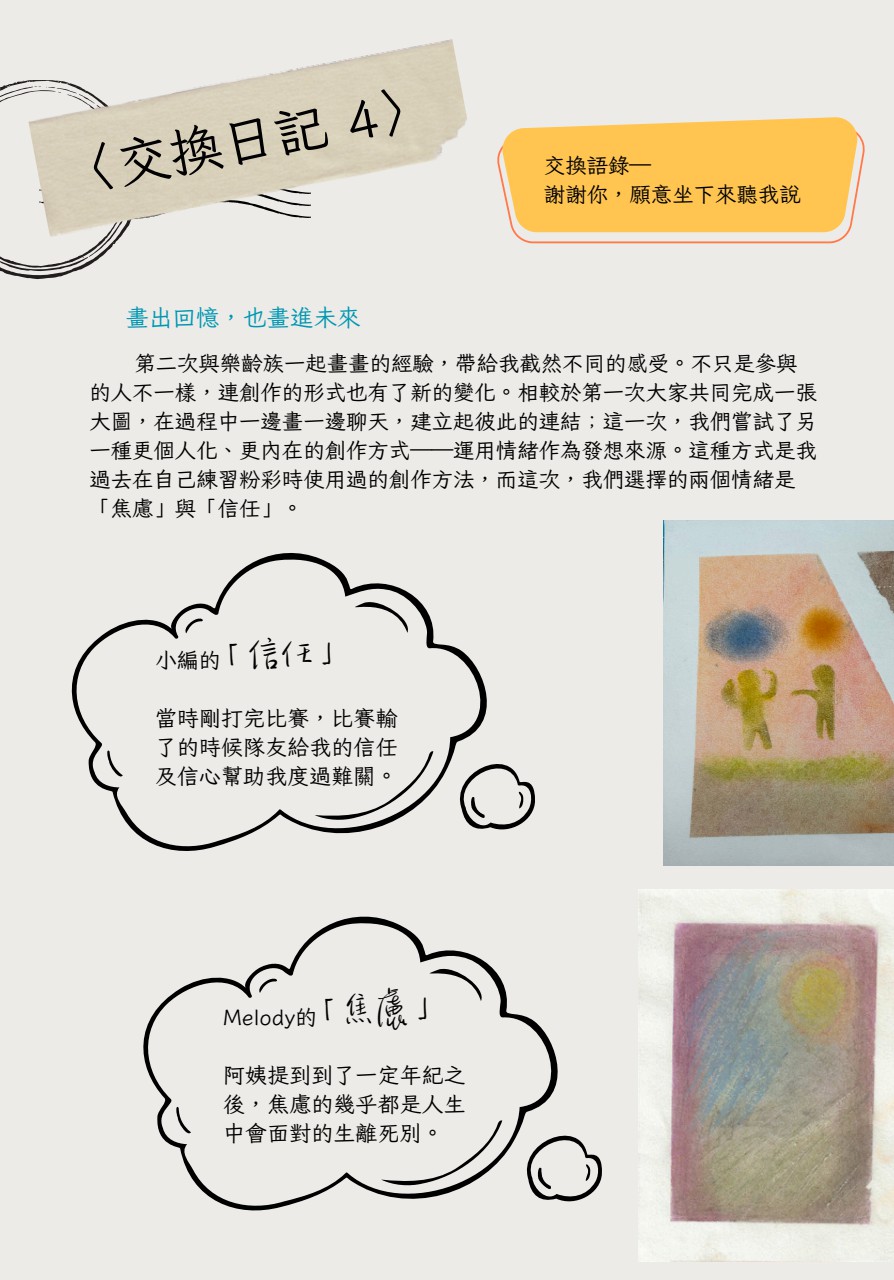 〈交換日記 4〉
交換語錄—
謝謝你，願意坐下來聽我說
畫出回憶，也畫進未來
第二次與樂齡族一起畫畫的經驗，帶給我截然不同的感受。不只是參與
的人不一樣，連創作的形式也有了新的變化。相較於第一次大家共同完成一張
大圖，在過程中一邊畫一邊聊天，建立起彼此的連結；這一次，我們嘗試了另
一種更個人化、更內在的創作方式——運用情緒作為發想來源。這種方式是我
過去在自己練習粉彩時使用過的創作方法，而這次，我們選擇的兩個情緒是
「焦慮」與「信任」。
小編的「信任」
當時剛打完比賽，比賽輸
了的時候隊友給我的信任
及信心幫助我度過難關。
Melody的「焦慮」
阿姨提到到了一定年紀之
後，焦慮的幾乎都是人生
中會面對的生離死別。